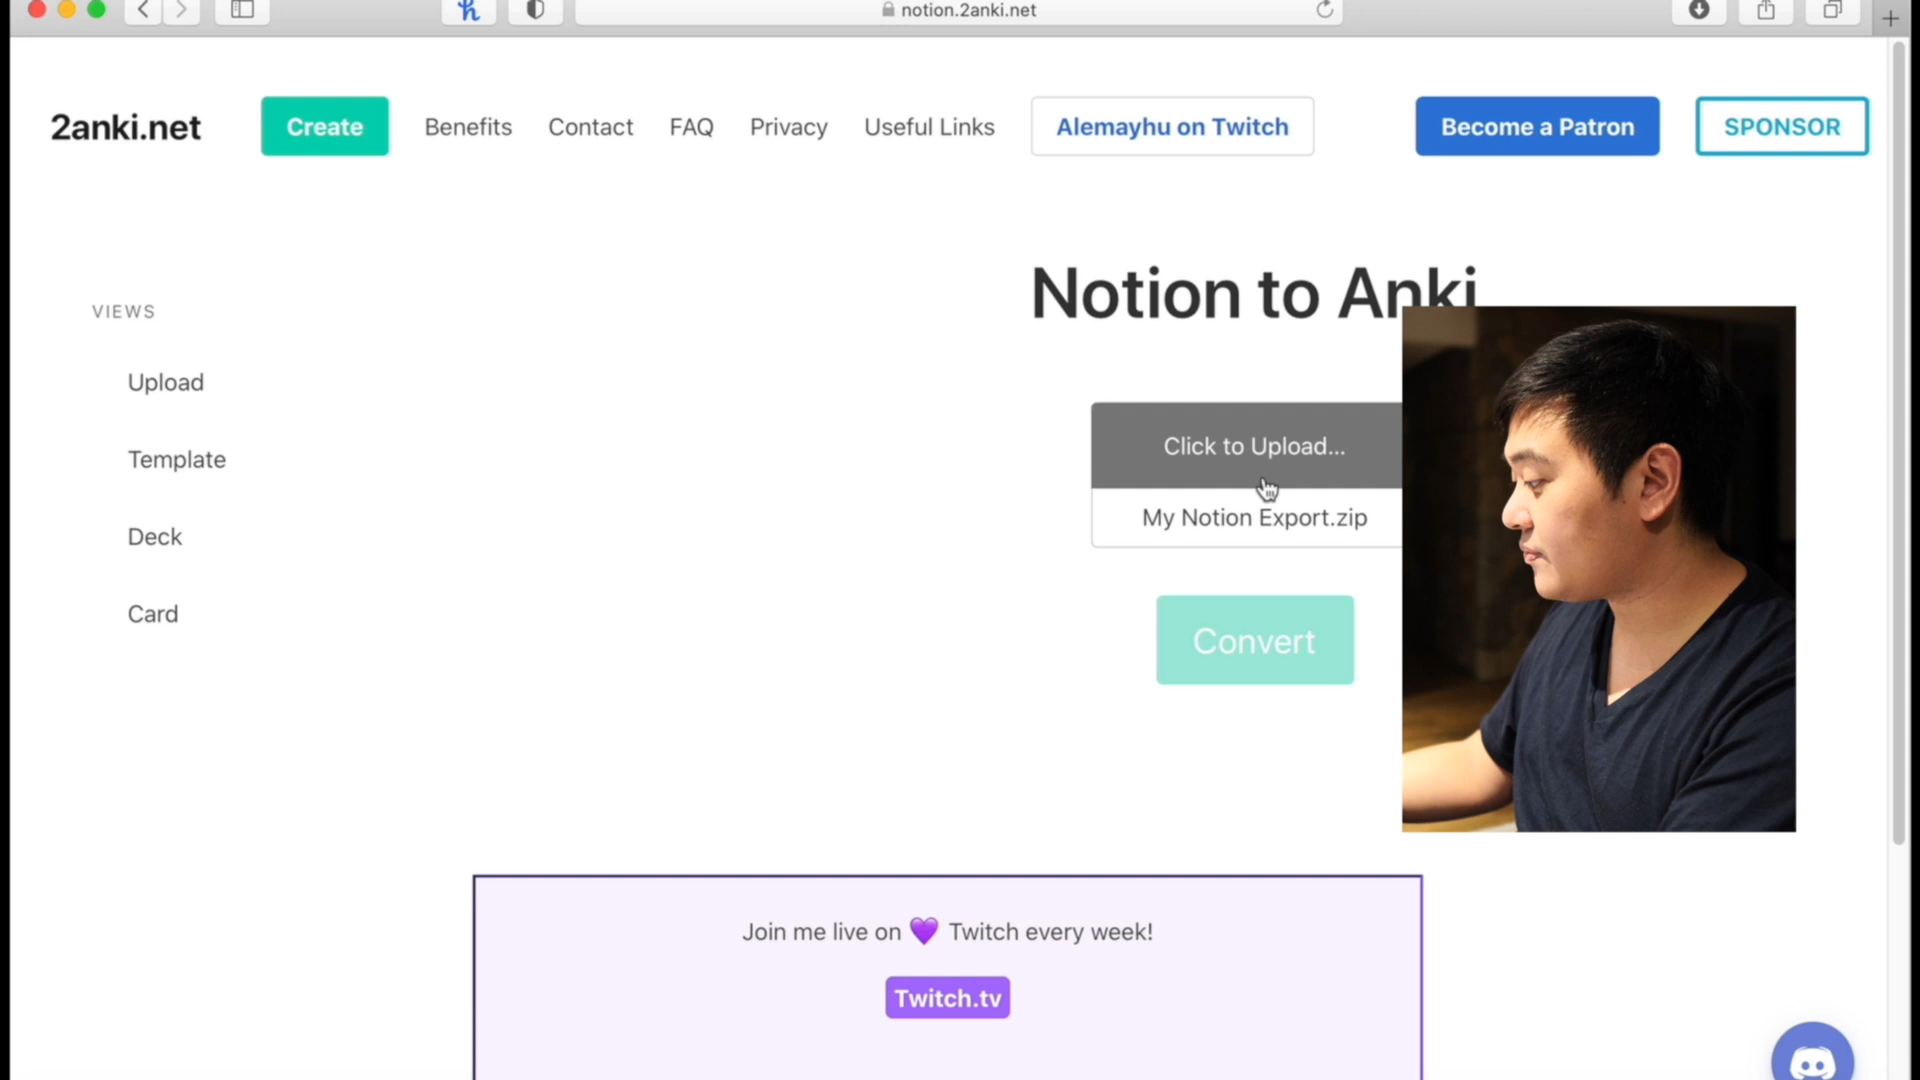 notion.2anki.net
2anki.net Create Benefits Contact FAQ Privacy Useful Links Alemayhu on Twitch Become a Patron SPONSOR
Notion to Anki
VIEWS
Upload
Template
Deck
Card
Click to Upload...
My Notion Export.zip
Convert
Join me live on 💜 Twitch every week!
Twitch.tv